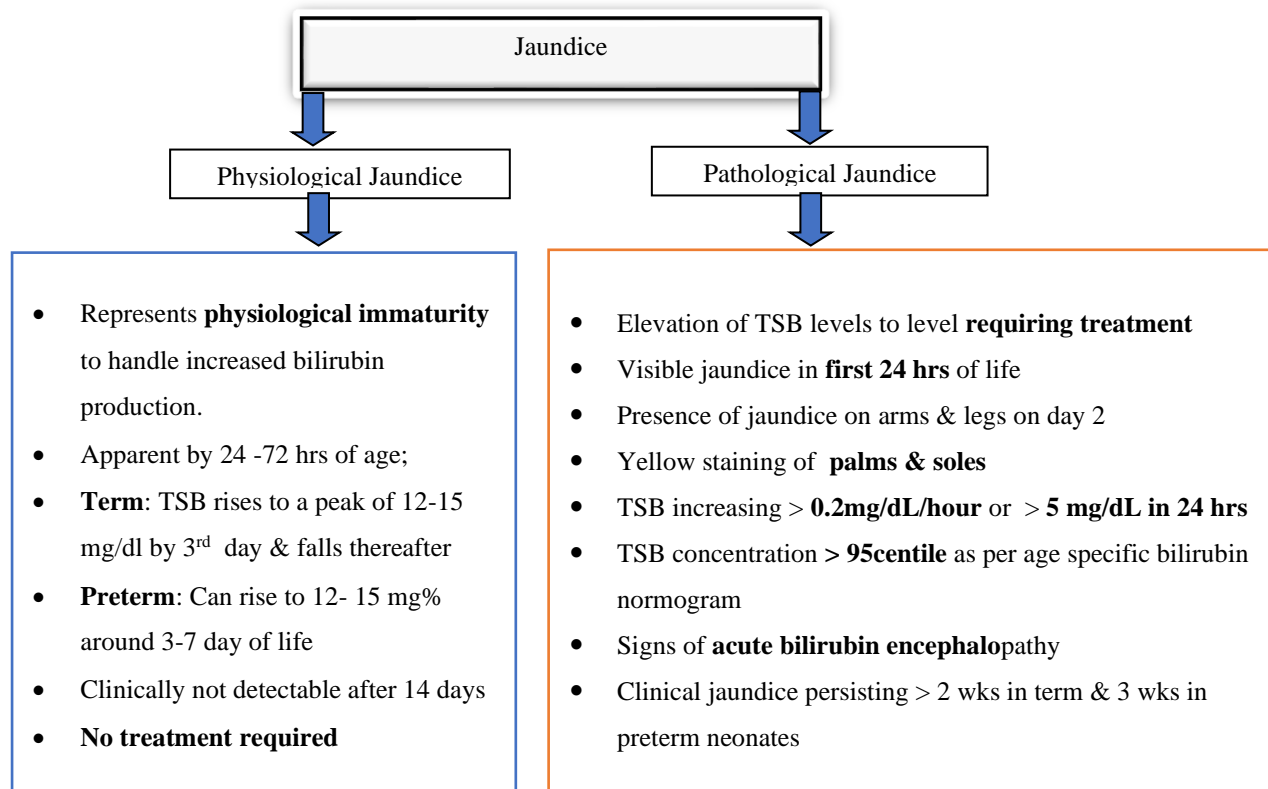 Jaundice
Physiological Jaundice
Pathological Jaundice
• Represents physiological immaturity
to handle increased bilirubin
production.
• Apparent by 24 -72 hrs of age;
• Term: TSB rises to a peak of 12-15
mg/dl by 3rd day & falls thereafter
• Preterm: Can rise to 12- 15 mg%
around 3-7 day of life
• Clinically not detectable after 14 days
• No treatment required
• Elevation of TSB levels to level requiring treatment
• Visible jaundice in first 24 hrs of life
• Presence of jaundice on arms & legs on day 2
• Yellow staining of palms & soles
• TSB increasing > 0.2mg/dL/hour or > 5 mg/dL in 24 hrs
• TSB concentration > 95centile as per age specific bilirubin
normogram
• Signs of acute bilirubin encephalopathy
• Clinical jaundice persisting > 2 wks in term & 3 wks in
preterm neonates